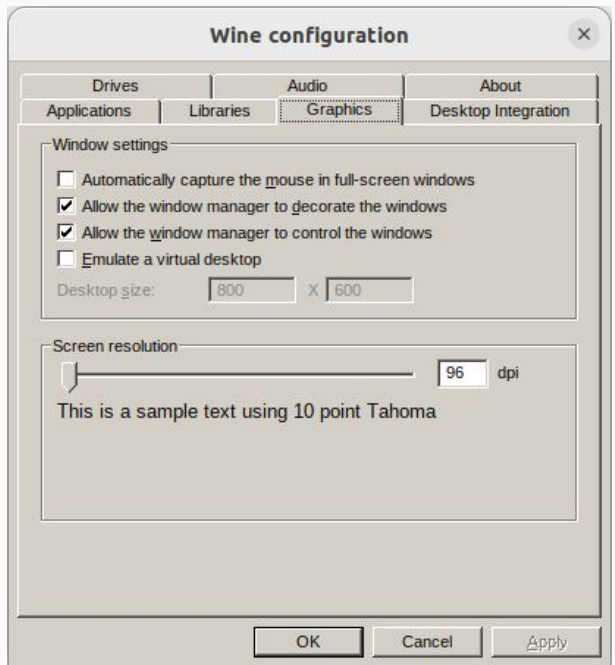 Wine configuration
Drives Audio About
Applications Libraries Graphics Desktop Integration
Window settings
Automatically capture the mouse in full-screen windows
Allow the window manager to decorate the windows
Allow the window manager to control the windows
Emulate a virtual desktop
Desktop size: 800 X 600
Screen resolution
96 dpi
This is a sample text using 10 point Tahoma
OK Cancel Apply